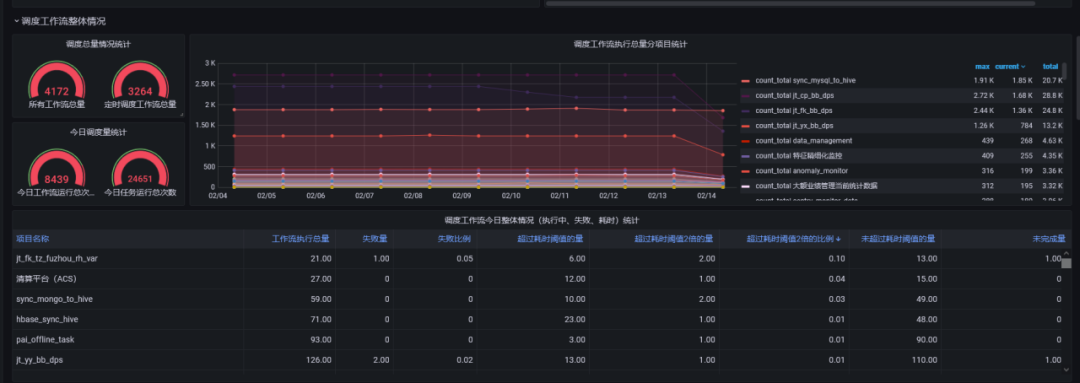 调度工作流整体情况
调度总量情况统计
4172
所有工作流总量
3264
定时调度工作流总量
今日调度量统计
8439
今日工作流运行总次...
24651
今日任务运行总次数
调度工作流执行总量分项目统计
3 K
2.50 K
2 K
1.50 K
1 K
500
0
02/04 02/05 02/06 02/07 02/08 02/09 02/10 02/11 02/12 02/13 02/14
max current total
count_total sync_mysql_to_hive 1.91 K 1.85 K 20.7 K
count_total jt_cp_bb_dps 2.72 K 1.68 K 28.8 K
count_total jt_fk_bb_dps 2.44 K 1.36 K 24.8 K
count_total jt_yx_bb_dps 1.26 K 784 13.2 K
count_total data_management 439 268 4.63 K
count_total 特征精细化监控 409 255 4.35 K
count_total anomaly_monitor 316 199 3.36 K
count_total 大额业绩管理当前统计数据 312 195 3.32 K
调度工作流今日整体情况（执行中、失败、耗时）统计
项目名称 工作流执行总量 失败量 失败比例 超过耗时阈值的量 超过耗时阈值2倍的量 超过耗时阈值2倍的比例 未超过耗时阈值的量 未完成量
jt_fk_tz_fuzhou_rh_var 21.00 1.00 0.05 6.00 2.00 0.10 13.00 1.00
清算平台（ACS） 27.00 0 0 12.00 1.00 0.04 15.00 0
sync_mongo_to_hive 59.00 0 0 10.00 2.00 0.03 49.00 0
hbase_sync_hive 71.00 0 0 23.00 1.00 0.01 48.00 0
pai_offline_task 93.00 0 0 3.00 1.00 0.01 90.00 0
jt_yy_bb_dps 126.00 2.00 0.02 13.00 1.00 0.01 110.00 1.00